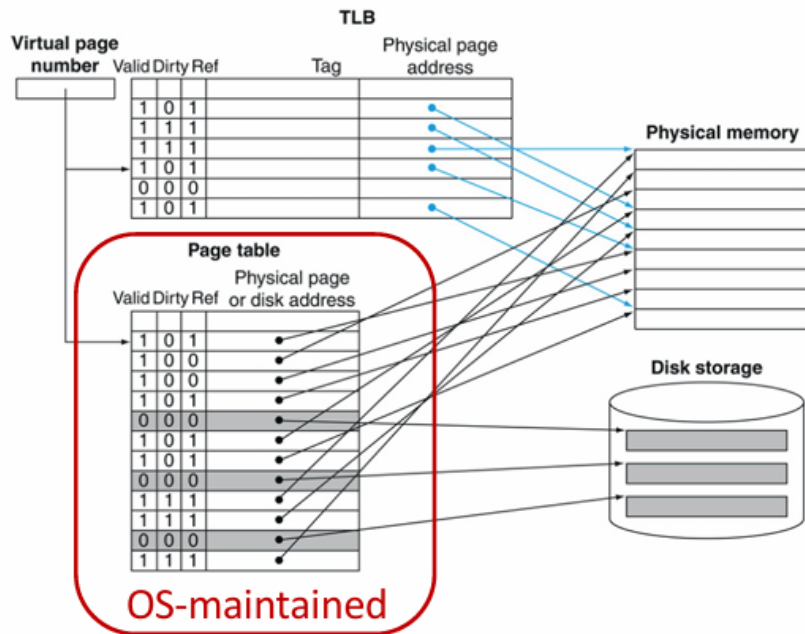 TLB
Virtual page
number
Valid Dirty Ref
Tag
Physical page
address
1 0 1
1 1 1
1 1 1
1 0 1
0 0 0
1 0 1
Physical memory
Page table
Physical page
Valid Dirty Ref or disk address
1 0 1
1 0 0
1 0 0
1 0 1
0 0 0
1 0 1
1 0 1
0 0 0
1 1 1
1 1 1
0 0 0
1 1 1
Disk storage
OS-maintained